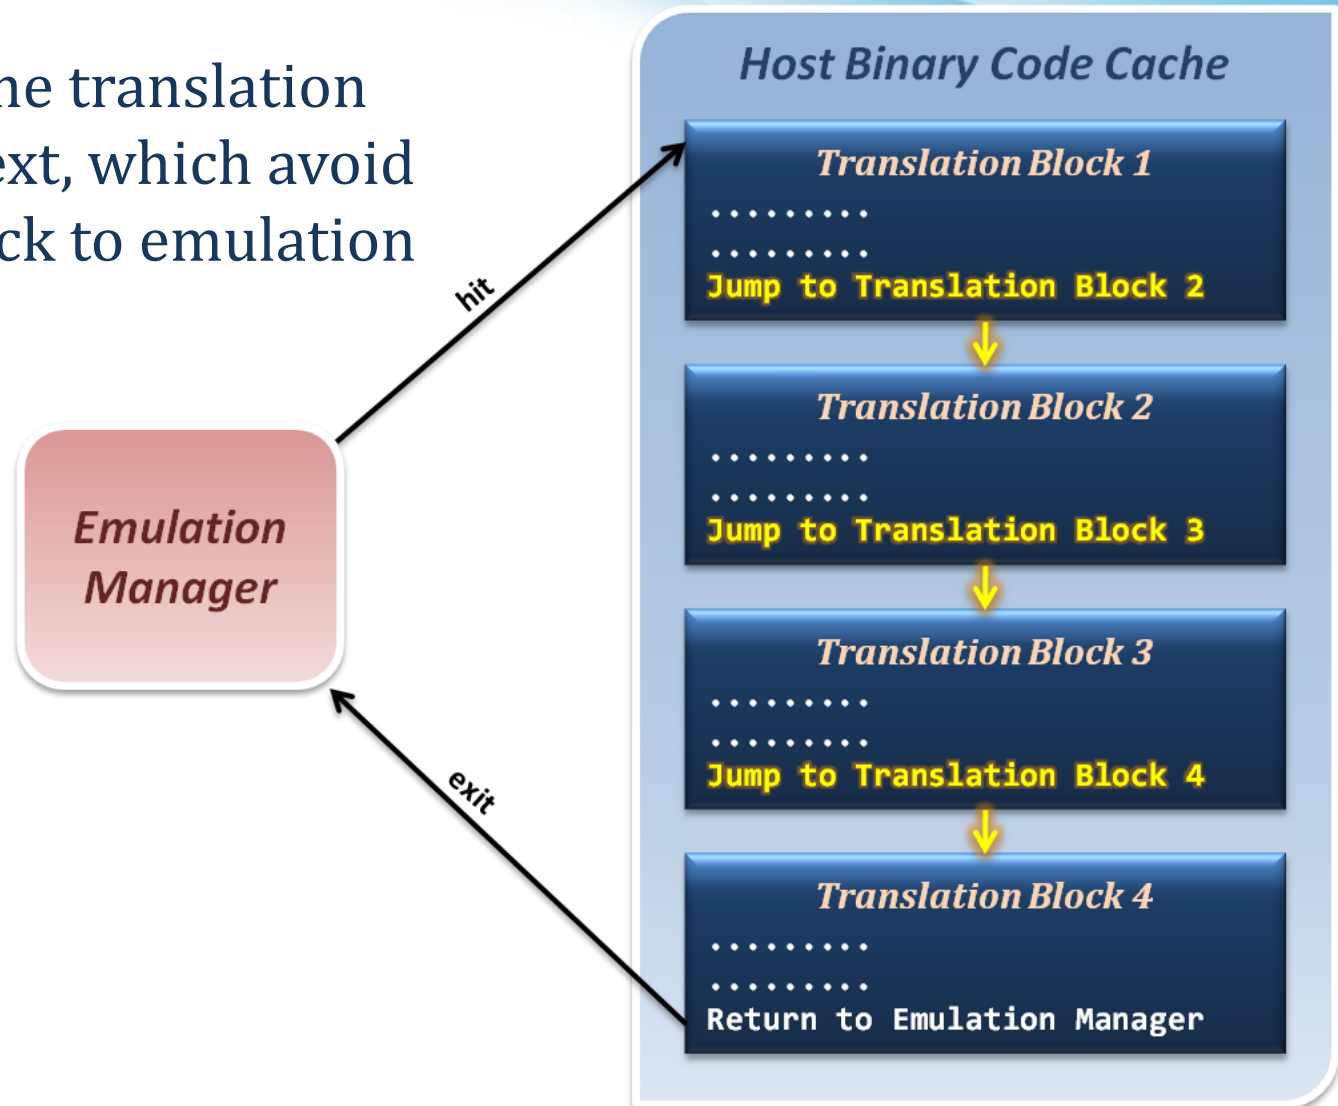 ne translation
ext, which avoid
ck to emulation
Host Binary Code Cache
Translation Block 1
.........
.........
Jump to Translation Block 2
hit
Translation Block 2
.........
.........
Jump to Translation Block 3
Emulation
Manager
Translation Block 3
.........
.........
Jump to Translation Block 4
exit
Translation Block 4
.........
.........
Return to Emulation Manager